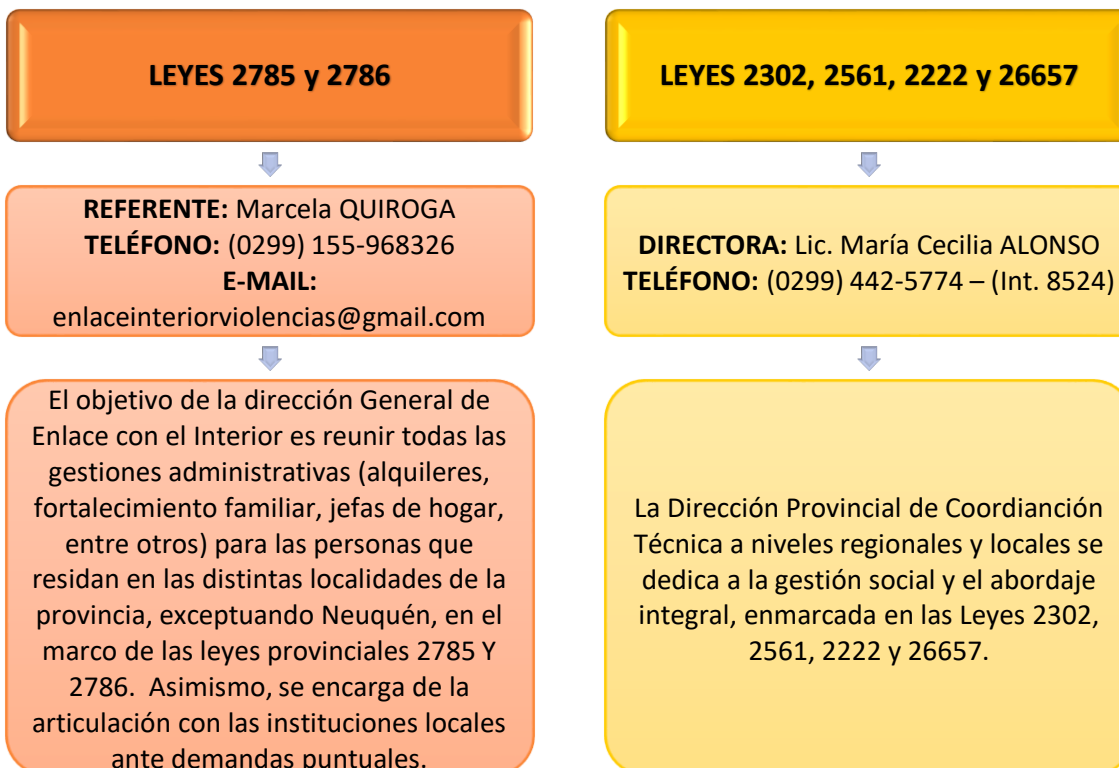 LEYES 2785 y 2786
REFERENTE: Marcela QUIROGA
TELÉFONO: (0299) 155-968326
E-MAIL:
enlaceinteriorviolencias@gmail.com
El objetivo de la dirección General de
Enlace con el Interior es reunir todas las
gestiones administrativas (alquileres,
fortalecimiento familiar, jefas de hogar,
entre otros) para las personas que
residan en las distintas localidades de la
provincia, exceptuando Neuquén, en el
marco de las leyes provinciales 2785 Y
2786.  Asimismo, se encarga de la
articulación con las instituciones locales
ante demandas puntuales.
LEYES 2302, 2561, 2222 y 26657
DIRECTORA: Lic. María Cecilia ALONSO
TELÉFONO: (0299) 442-5774 – (Int. 8524)
La Dirección Provincial de Coordianción
Técnica a niveles regionales y locales se
dedica a la gestión social y el abordaje
integral, enmarcada en las Leyes 2302,
2561, 2222 y 26657.